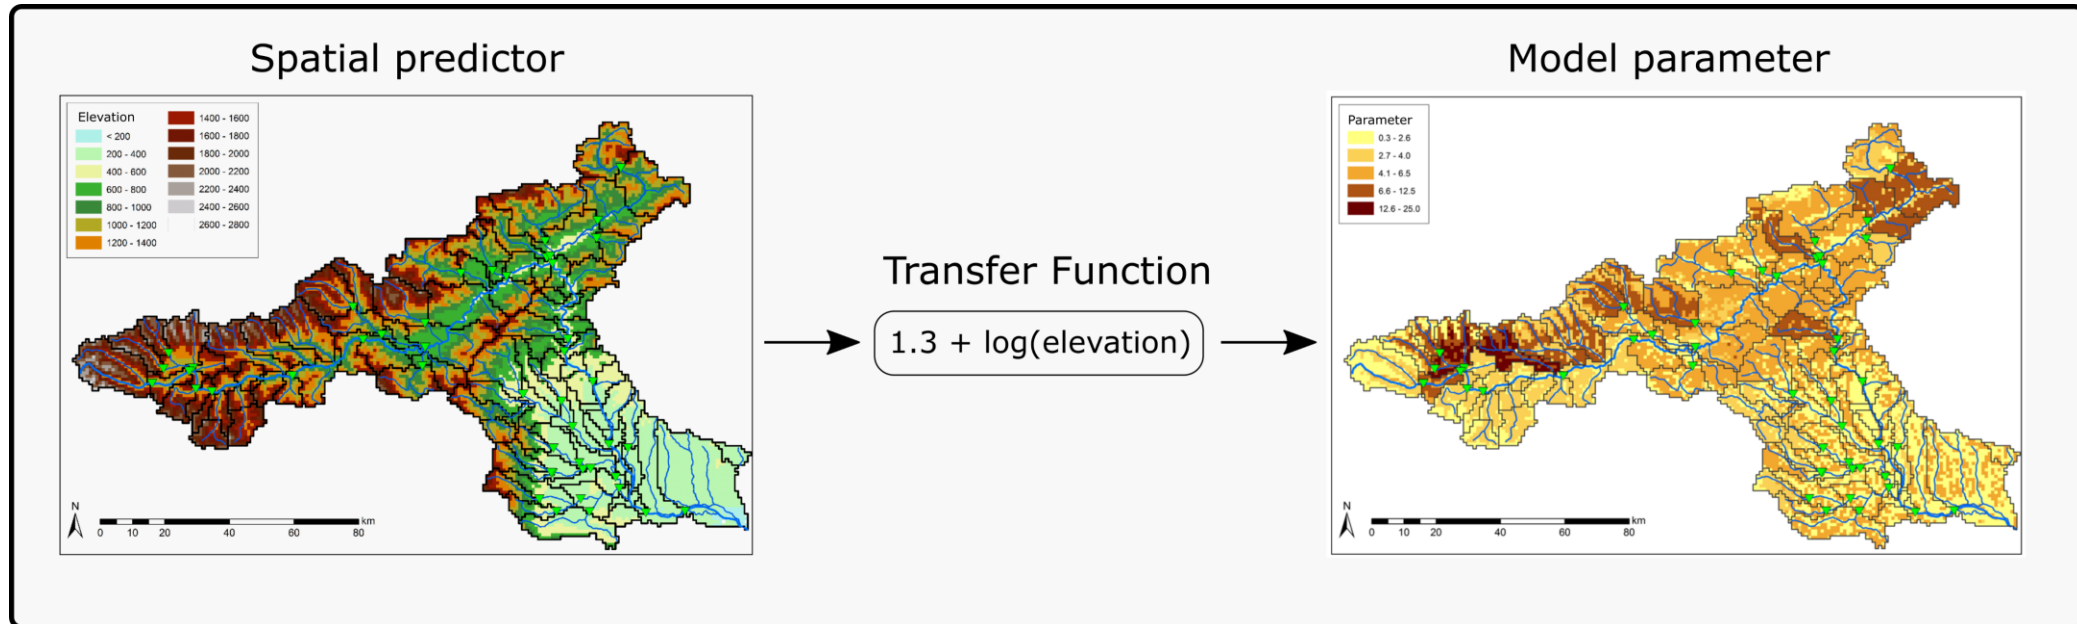 Spatial predictor
Elevation
< 200
200 - 400
400 - 600
600 - 800
800 - 1000
1000 - 1200
1200 - 1400
1400 - 1600
1600 - 1800
1800 - 2000
2000 - 2200
2200 - 2400
2400 - 2600
2600 - 2800
N
0 10 20 40 60 80 km
Transfer Function
1.3 + log(elevation)
Model parameter
Parameter
0.3 - 2.6
2.7 - 4.0
4.1 - 6.5
6.6 - 12.5
12.6 - 25.0
N
0 10 20 40 60 80 km